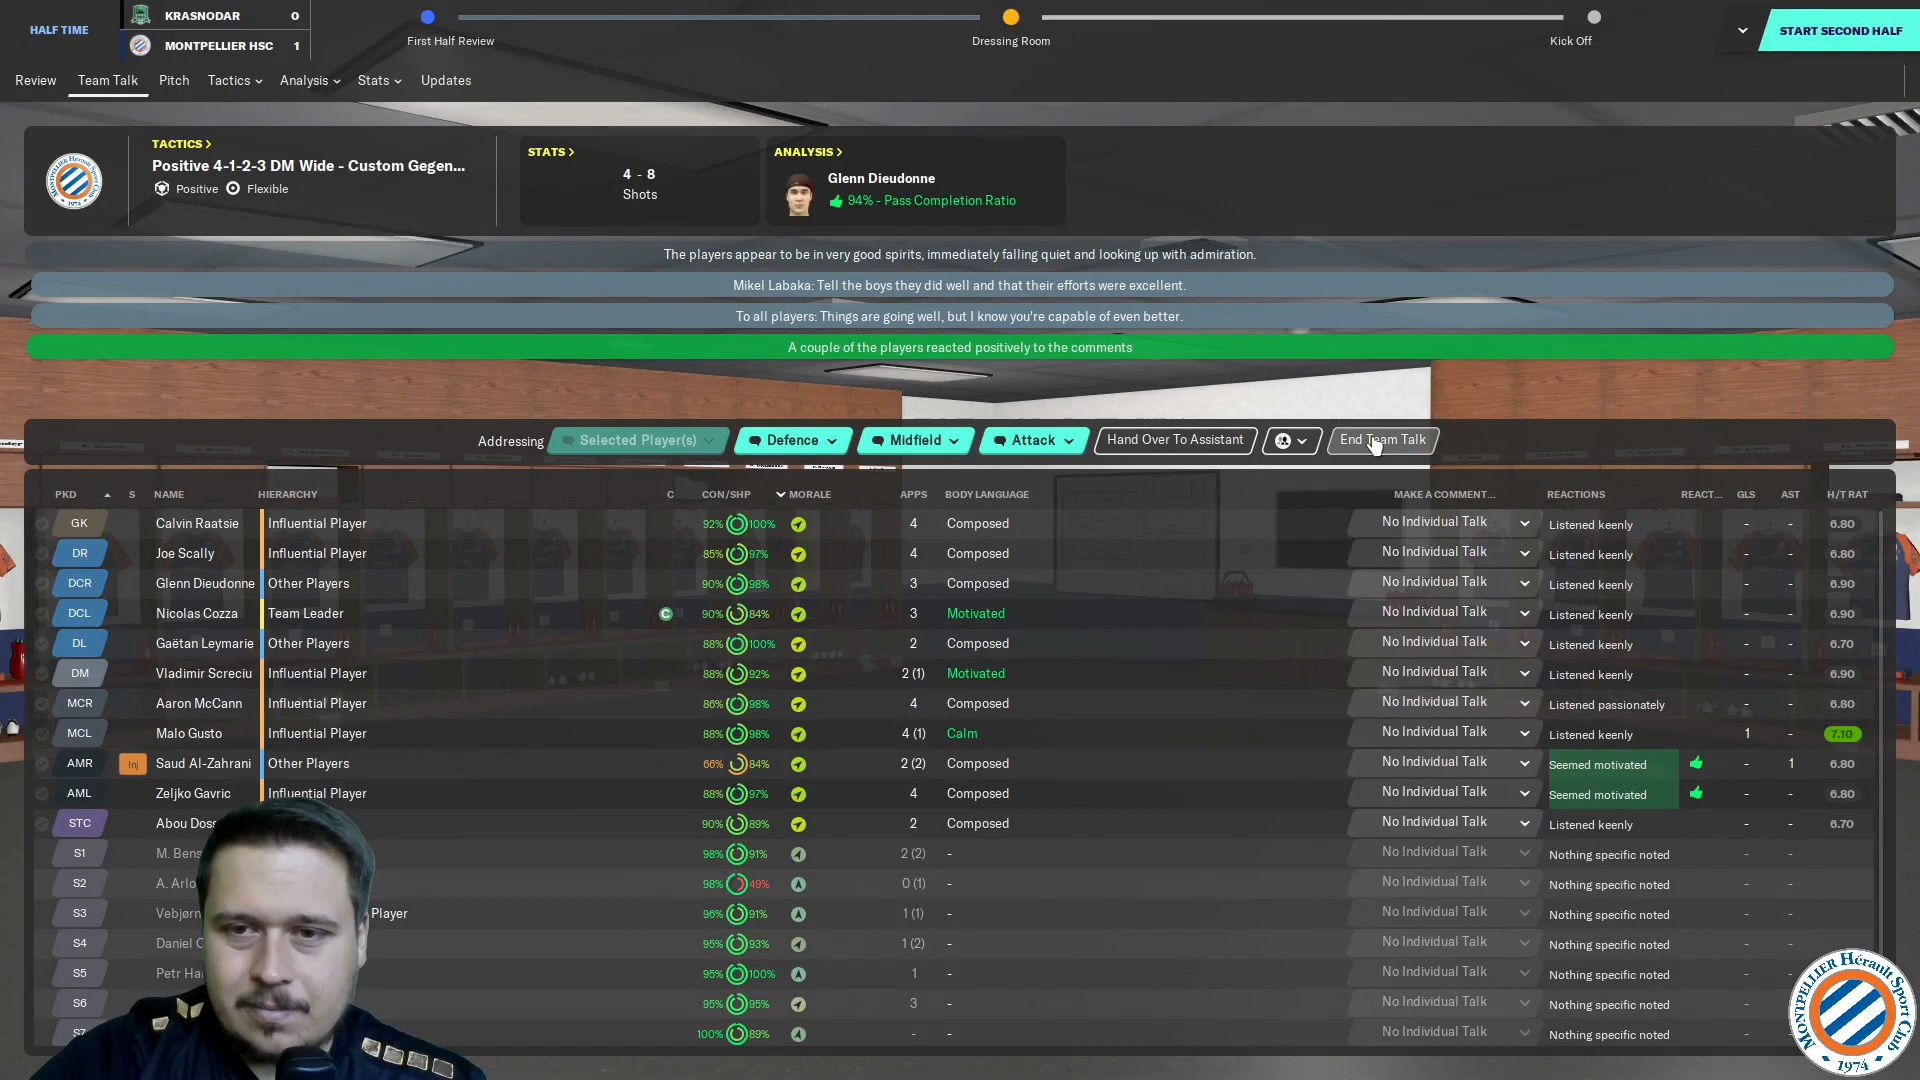 HALF TIME
KRASNODAR 0
MONTPELLIER HSC 1
First Half Review
Dressing Room
Kick Off
START SECOND HALF
Review Team Talk Pitch Tactics Analysis Stats Updates
TACTICS >
Positive 4-1-2-3 DM Wide - Custom Gegen...
Positive Flexible
STATS >
4 - 8
Shots
ANALYSIS >
Glenn Dieudonne
94% - Pass Completion Ratio
The players appear to be in very good spirits, immediately falling quiet and looking up with admiration.
Mikel Labaka: Tell the boys they did well and that their efforts were excellent.
To all players: Things are going well, but I know you're capable of even better.
A couple of the players reacted positively to the comments
Addressing Selected Player(s) Defence Midfield Attack Hand Over To Assistant End Team Talk
PKD S NAME HIERARCHY C CON/SHP MORALE APPS BODY LANGUAGE MAKE A COMMENT... REACTIONS REACT... GLS AST H/T RAT
GK Calvin Raatsie Influential Player 92% 100% 4 Composed No Individual Talk Listened keenly - - 6.80
DR Joe Scally Influential Player 85% 97% 4 Composed No Individual Talk Listened keenly - - 6.80
DCR Glenn Dieudonne Other Players 90% 98% 3 Composed No Individual Talk Listened keenly - - 6.90
DCL Nicolas Cozza Team Leader C 90% 84% 3 Motivated No Individual Talk Listened keenly - - 6.90
DL Gaëtan Leymarie Other Players 88% 100% 2 Composed No Individual Talk Listened keenly - - 6.70
DM Vladimir Screciu Influential Player 88% 92% 2 (1) Motivated No Individual Talk Listened keenly - - 6.90
MCR Aaron McCann Influential Player 86% 98% 4 Composed No Individual Talk Listened passionately - - 6.80
MCL Malo Gusto Influential Player 88% 98% 4 (1) Calm No Individual Talk Listened keenly 1 - 7.10
AMR Inj Saud Al-Zahrani Other Players 66% 84% 2 (2) Composed No Individual Talk Seemed motivated - 1 6.80
AML Zeljko Gavric Influential Player 88% 97% 4 Composed No Individual Talk Seemed motivated - - 6.80
STC Abou Doss 90% 89% 2 Composed No Individual Talk Listened keenly - - 6.70
S1 M. Bens 98% 91% 2 (2) - No Individual Talk Nothing specific noted - -
S2 A. Arlo 98% 49% 0 (1) - No Individual Talk Nothing specific noted - -
S3 Vebjørn Player 96% 91% 1 (1) - No Individual Talk Nothing specific noted - -
S4 Daniel 95% 93% 1 (2) - No Individual Talk Nothing specific noted - -
S5 Petr Ha 95% 100% 1 - No Individual Talk Nothing specific noted - -
S6 95% 95% 3 - No Individual Talk Nothing specific noted - -
S7 100% 89% - - No Individual Talk Nothing specific noted - -
MONTPELLIER Hérault Sport Club
1974